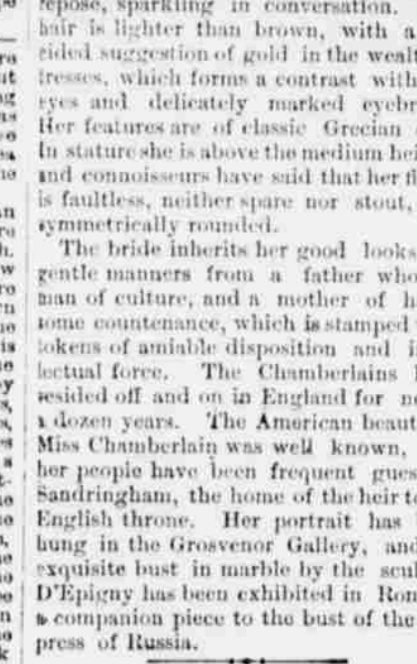 repose, sparkling in conversation.
hair is lighter than brown, with a
cided suggestion of gold in the wealt
tresses, which forms a contrast with
eyes and delicately marked eyebr
Her features are of classic Grecian
In stature she is above the medium hei
and connoisseurs have said that her fi
is faultless, neither spare nor stout,
symmetrically rounded.
The bride inherits her good looks
gentle manners from a father who
man of culture, and a mother of h
some countenance, which is stamped
tokens of amiable disposition and i
lectual force. The Chamberlains
resided off and on in England for ne
a dozen years. The American beaut
Miss Chamberlain was well known,
her people have been frequent gues
Sandringham, the home of the heir t
English throne. Her portrait has
hung in the Grosvenor Gallery, and
exquisite bust in marble by the scul
D'Epigny has been exhibited in Rom
a companion piece to the bust of the
press of Russia.